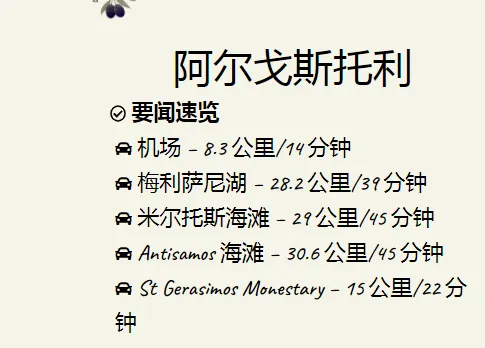 阿尔戈斯托利
要闻速览
机场 – 8.3 公里/14 分钟
梅利萨尼湖 – 28.2 公里/39 分钟
米尔托斯海滩 – 29 公里/45 分钟
Antisamos 海滩 – 30.6 公里/45 分钟
St Gerasimos Monestary – 15 公里/22 分
钟